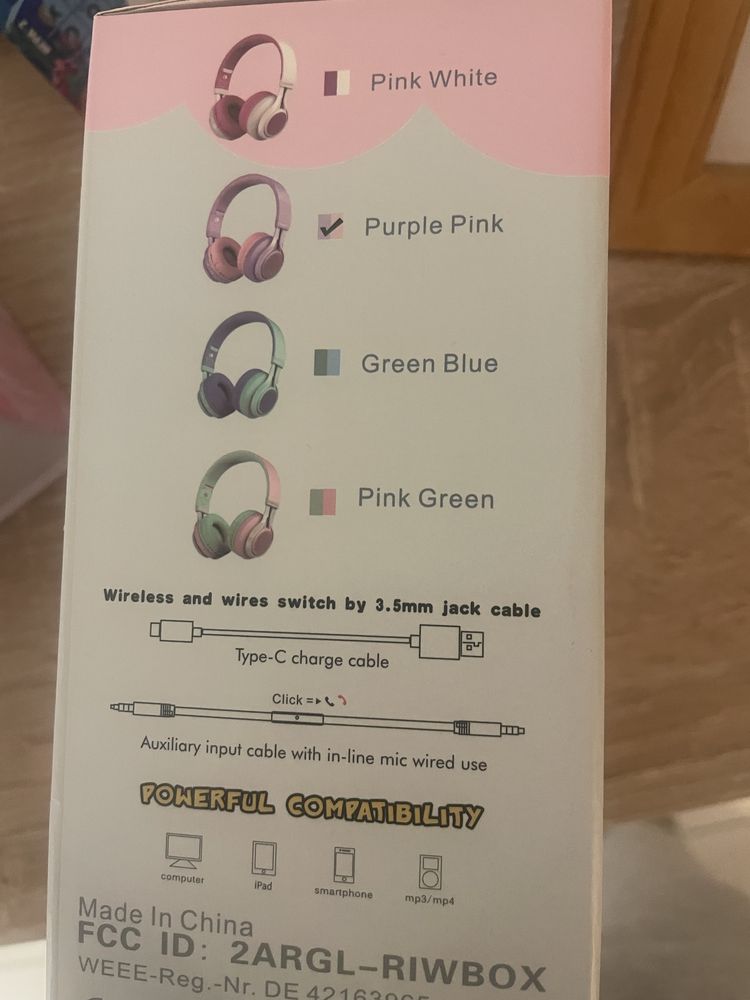 Pink White
Purple Pink
Green Blue
Pink Green
Wireless and wires switch by 3.5mm jack cable
Type-C charge cable
Click =
Auxiliary input cable with in-line mic wired use
POWERFUL COMPATIBILITY
computer
iPad
smartphone
mp3/mp4
Made In China
FCC ID: 2ARGL-RIWBOX
WEEE-Reg.-Nr. DE